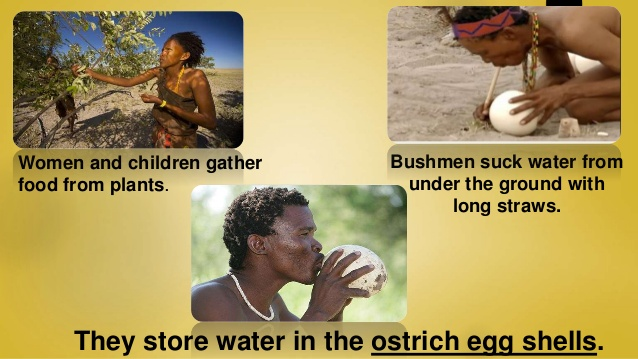 Women and children gather
food from plants.
Bushmen suck water from
under the ground with
long straws.
They store water in the ostrich egg shells.